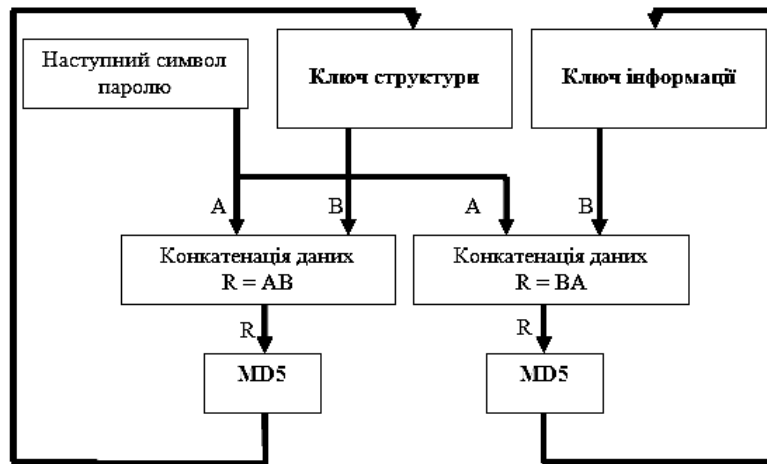 Наступний символ
паролю
Ключ структури
Ключ інформації
A
B
A
B
Конкатенація даних
R = AB
Конкатенація даних
R = BA
R
R
MD5
MD5